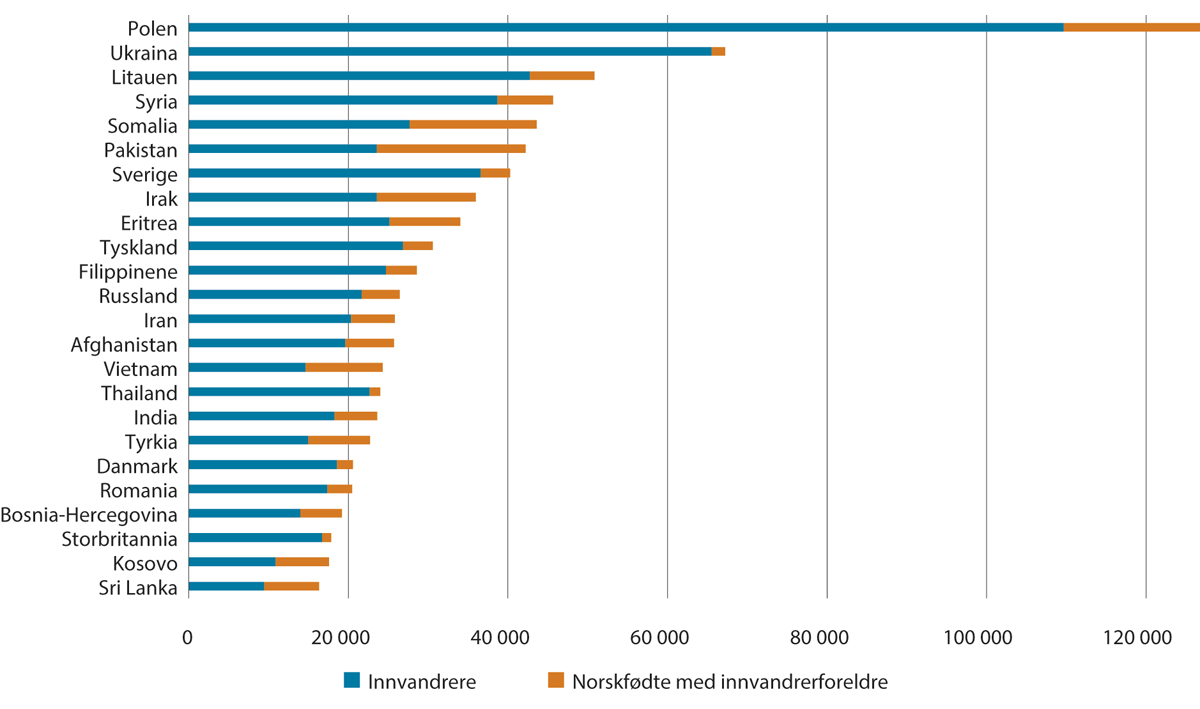 Polen
Ukraina
Litauen
Syria
Somalia
Pakistan
Sverige
Irak
Eritrea
Tyskland
Filippinene
Russland
Iran
Afghanistan
Vietnam
Thailand
India
Tyrkia
Danmark
Romania
Bosnia-Hercegovina
Storbritannia
Kosovo
Sri Lanka
0 20 000 40 000 60 000 80 000 100 000 120 000
Innvandrere Norskfødte med innvandrerforeldre